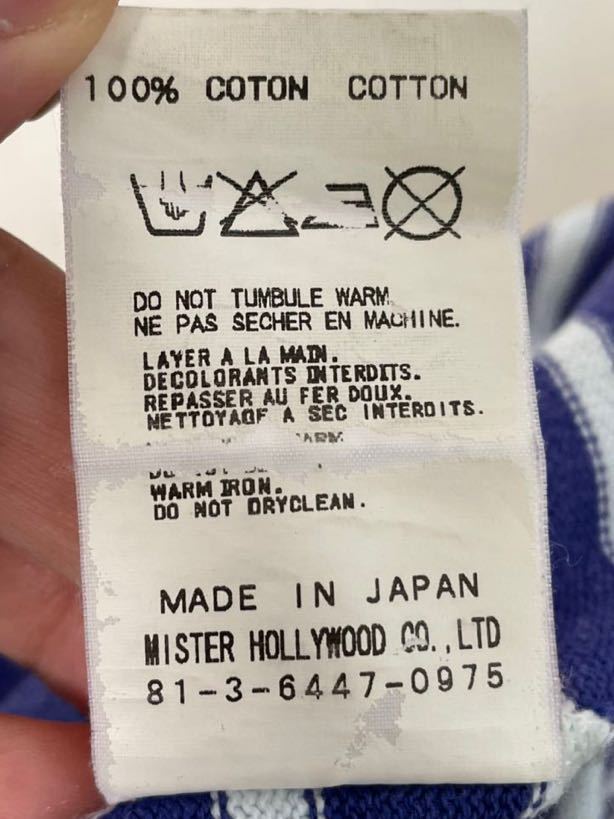 100% COTON COTTON
DO NOT TUMBULE WARM
NE PAS SECHER EN MACHINE.
LAYER A LA MAIN.
DECOLORANTS INTERDITS.
REPASSER AU FER DOUX.
NETTOYAGE A SEC INTERDITS.
WARM IRON.
DO NOT DRYCLEAN.
MADE IN JAPAN
MISTER HOLLYWOOD CO.,LTD
81-3-6447-0975